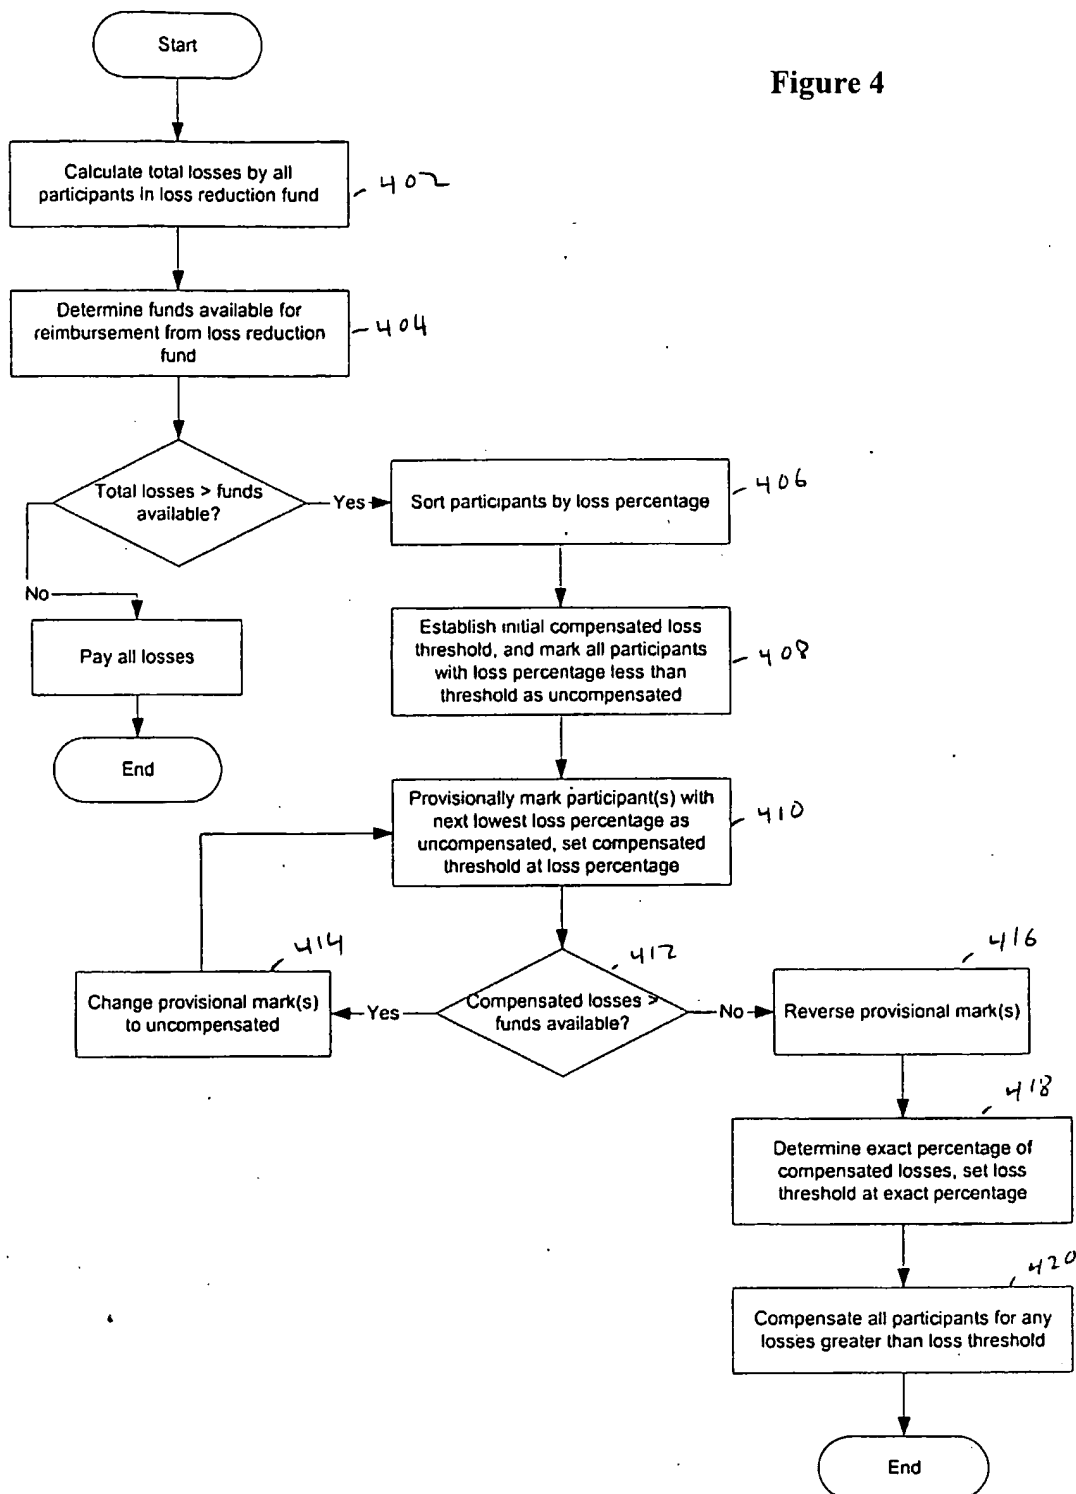 Start
Figure 4
Calculate total losses by all
participants in loss reduction fund
402
Determine funds available for
reimbursement from loss reduction
fund
404
Total losses > funds
available?
Yes
Sort participants by loss percentage
406
No
Pay all losses
End
Establish initial compensated loss
threshold, and mark all participants
with loss percentage less than
threshold as uncompensated
408
Provisionally mark participant(s) with
next lowest loss percentage as
uncompensated, set compensated
threshold at loss percentage
410
414
Change provisional mark(s)
to uncompensated
Yes
412
Compensated losses >
funds available?
No
416
Reverse provisional mark(s)
418
Determine exact percentage of
compensated losses, set loss
threshold at exact percentage
420
Compensate all participants for any
losses greater than loss threshold
End